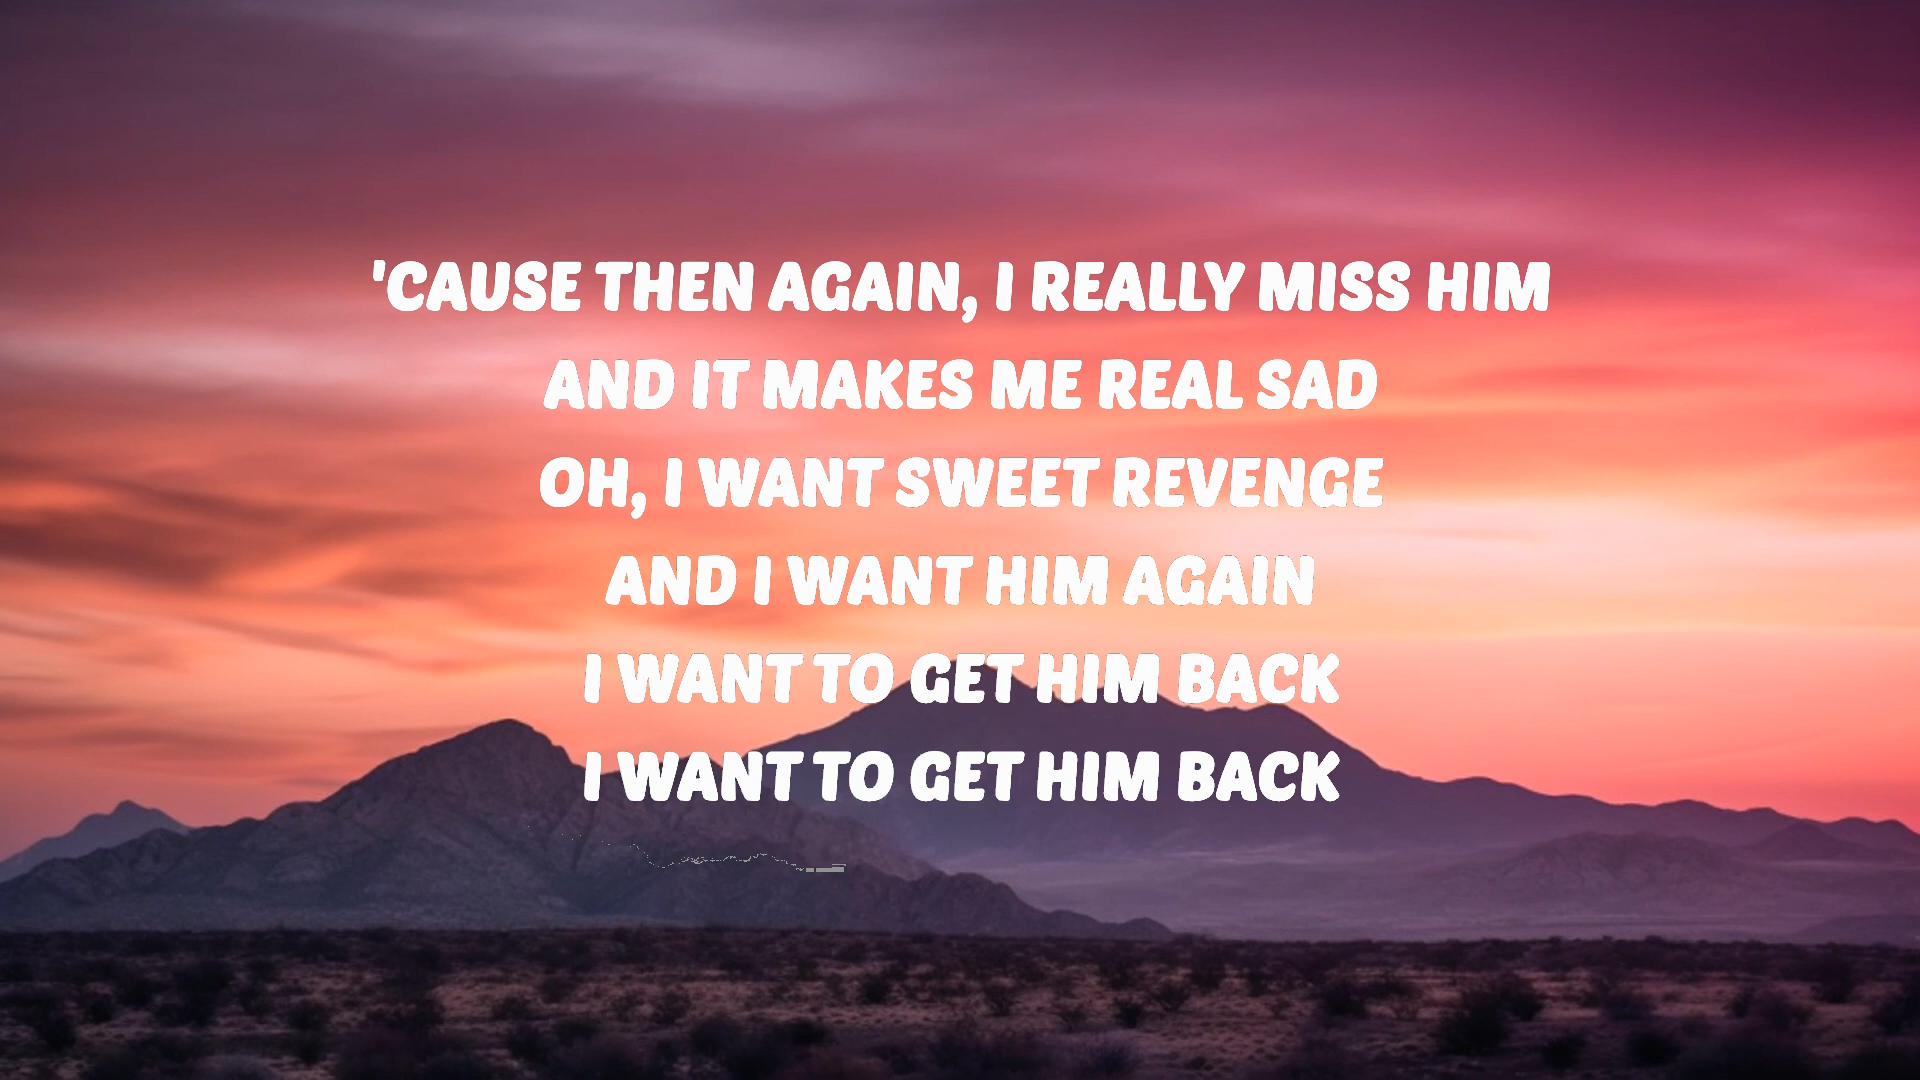 'CAUSE THEN AGAIN, I REALLY MISS HIM
AND IT MAKES ME REAL SAD
OH, I WANT SWEET REVENGE
AND I WANT HIM AGAIN
I WANT TO GET HIM BACK
I WANT TO GET HIM BACK